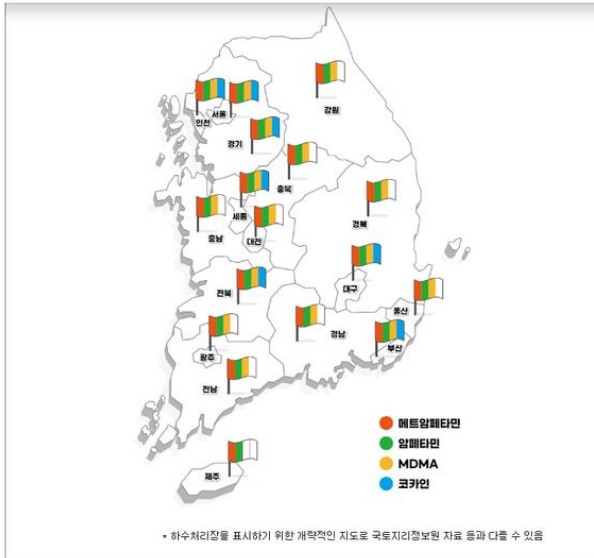 강원
서울
인천
경기
충북
세종
경북
충남
대전
대구
전북
울산
경남
부산
광주
전남
메트암페타민
암페타민
MDMA
코카인
제주
* 하수처리장을 표시하기 위한 개략적인 지도로 국토지리정보원 자료 등과 다를 수 있음